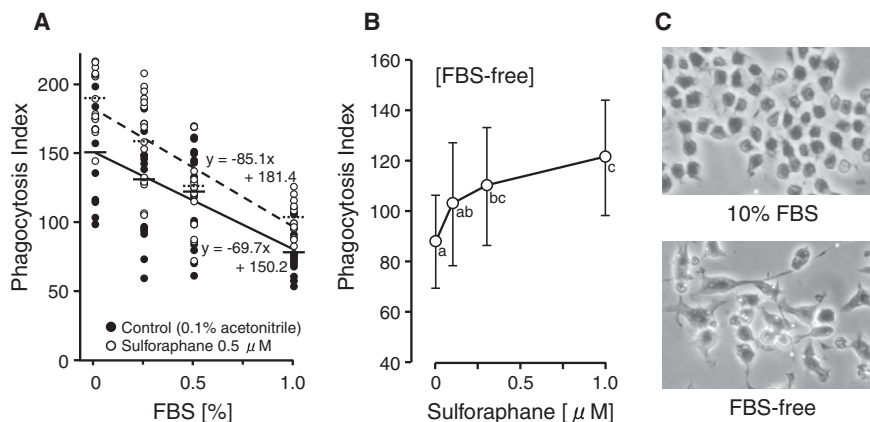 A
Phagocytosis Index
200
150
100
50
0
y = -85.1x
+ 181.4
y = -69.7x
+ 150.2
● Control (0.1% acetonitrile)
○ Sulforaphane 0.5 μM
0
0.5
1.0
FBS [%]
B
Phagocytosis Index
160
140
120
100
80
60
40
[FBS-free]
a
ab
bc
c
0
0.5
1.0
Sulforaphane [μM]
C
10% FBS
FBS-free